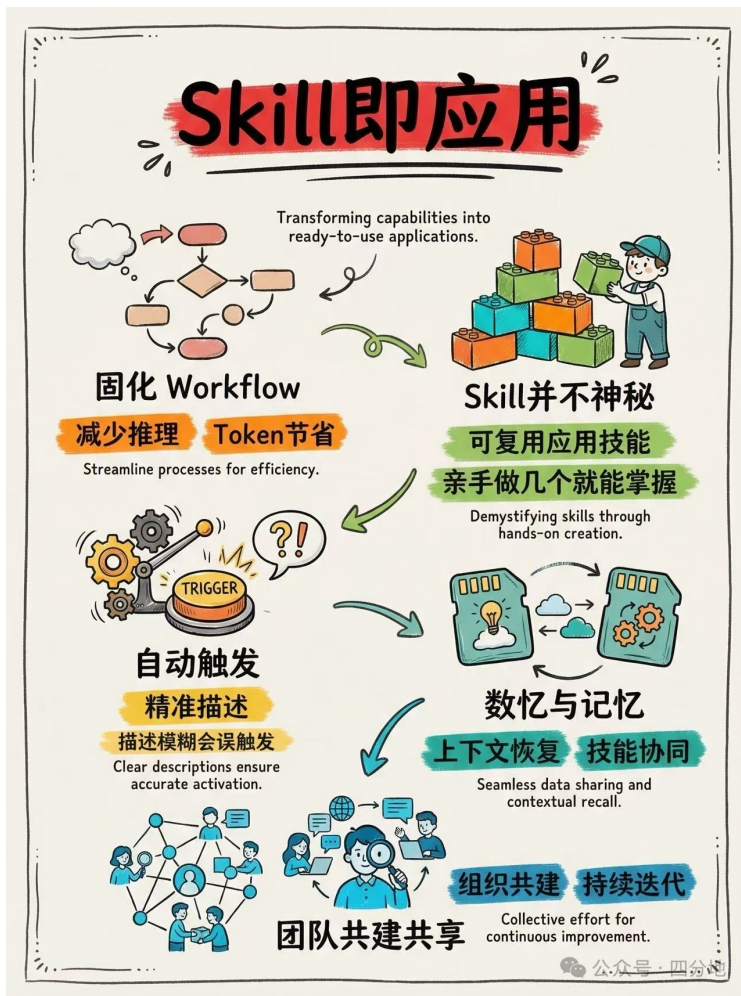 Skill即应用
Transforming capabilities into
ready-to-use applications.
固化 Workflow
减少推理 Token节省
Streamline processes for efficiency.
Skill并不神秘
可复用应用技能
亲手做几个就能掌握
Demystifying skills through
hands-on creation.
?!
TRIGGER
自动触发
精准描述
描述模糊会误触发
Clear descriptions ensure
accurate activation.
数忆与记忆
上下文恢复 技能协同
Seamless data sharing and
contextual recall.
团队共建共享
组织共建 持续迭代
Collective effort for
continuous improvement.
公众号·四分地